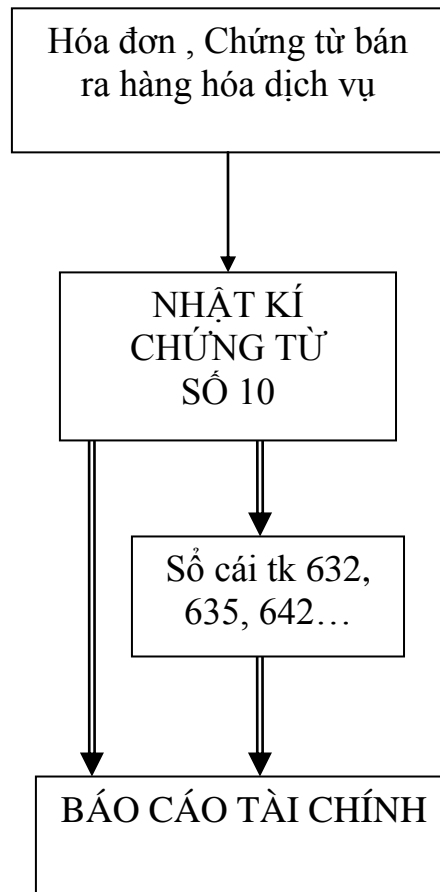 Hóa đơn , Chứng từ bán
ra hàng hóa dịch vụ
NHẬT KÍ
CHỨNG TỪ
SỐ 10
Sổ cái tk 632,
635, 642…
BÁO CÁO TÀI CHÍNH